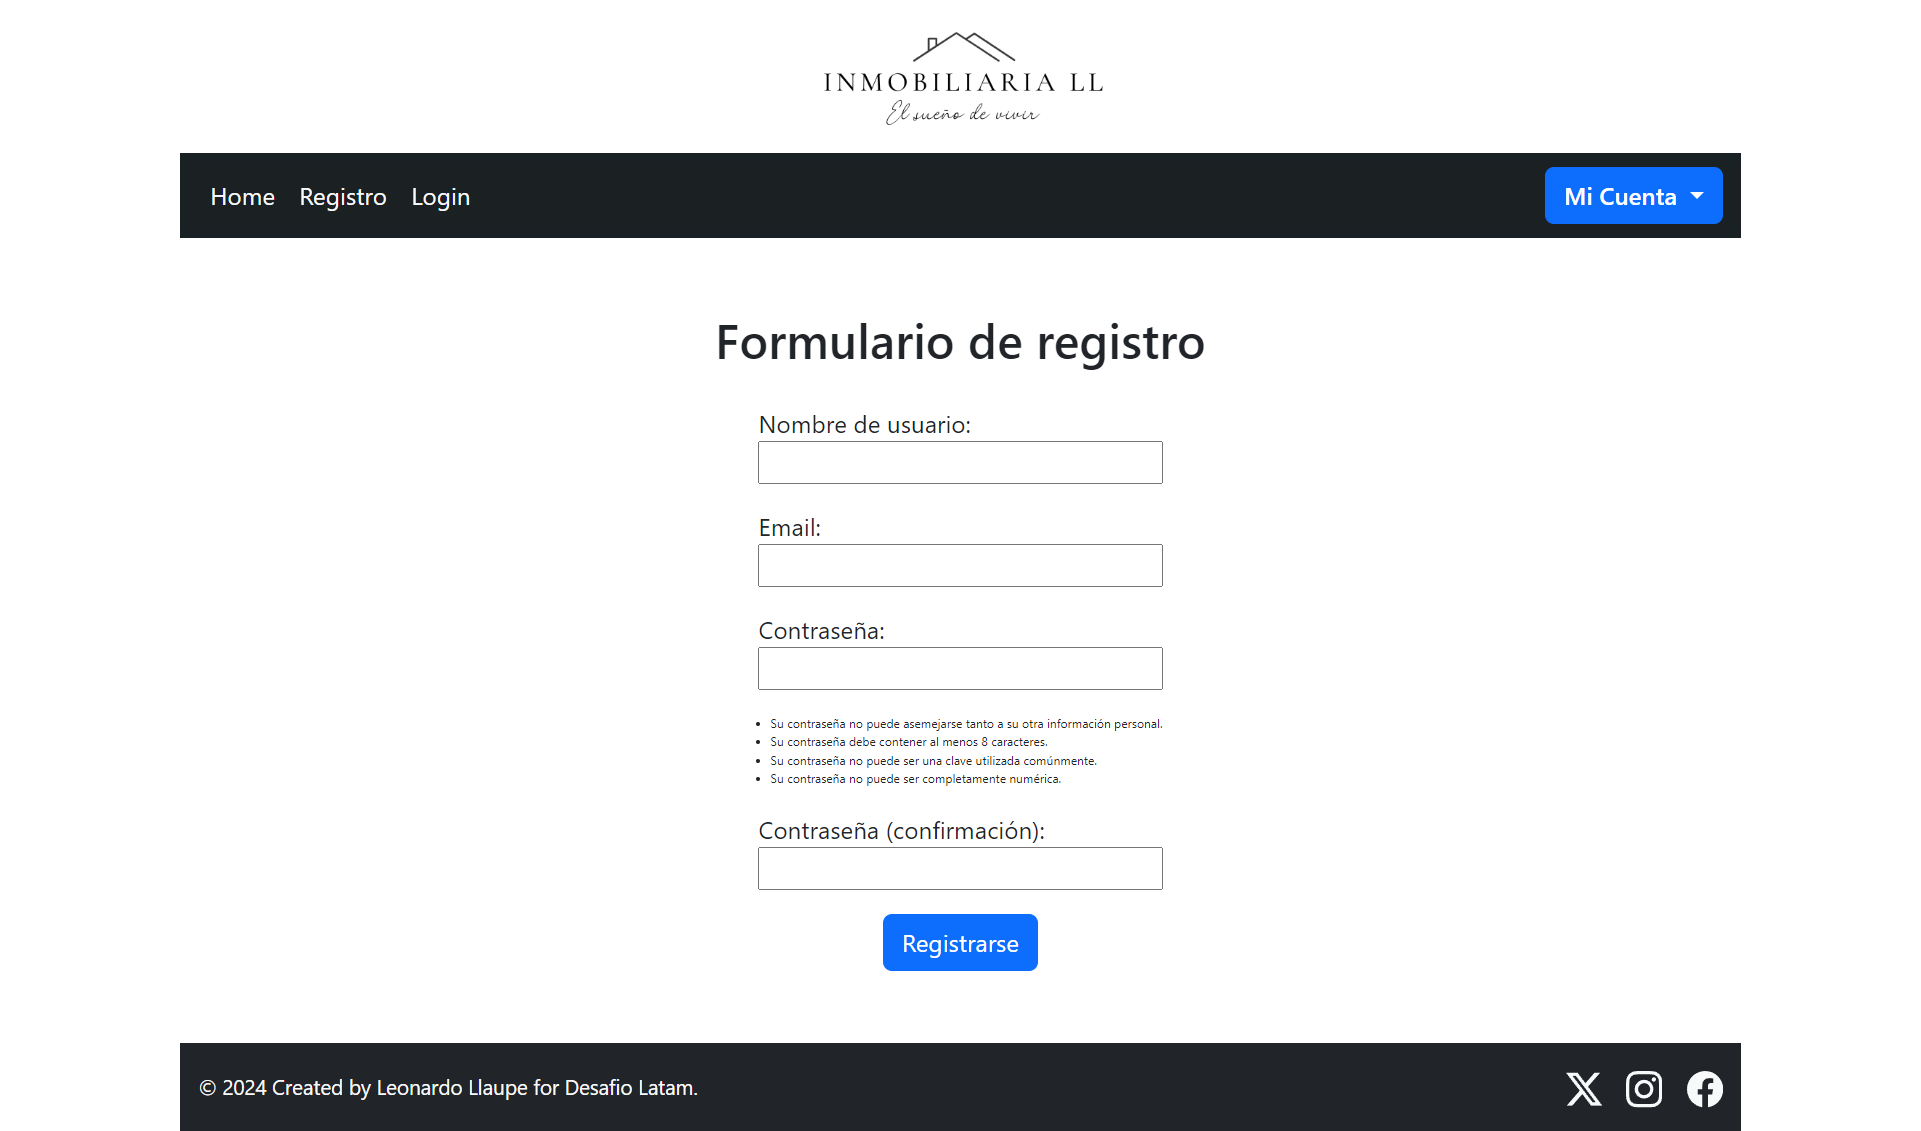 INMOBILIARIA LL
El sueño de vivir
Home Registro Login Mi Cuenta
Formulario de registro
Nombre de usuario:
Email:
Contraseña:
Su contraseña no puede asemejarse tanto a su otra información personal.
Su contraseña debe contener al menos 8 caracteres.
Su contraseña no puede ser una clave utilizada comúnmente.
Su contraseña no puede ser completamente numérica.
Contraseña (confirmación):
Registrarse
© 2024 Created by Leonardo Llaupe for Desafio Latam.